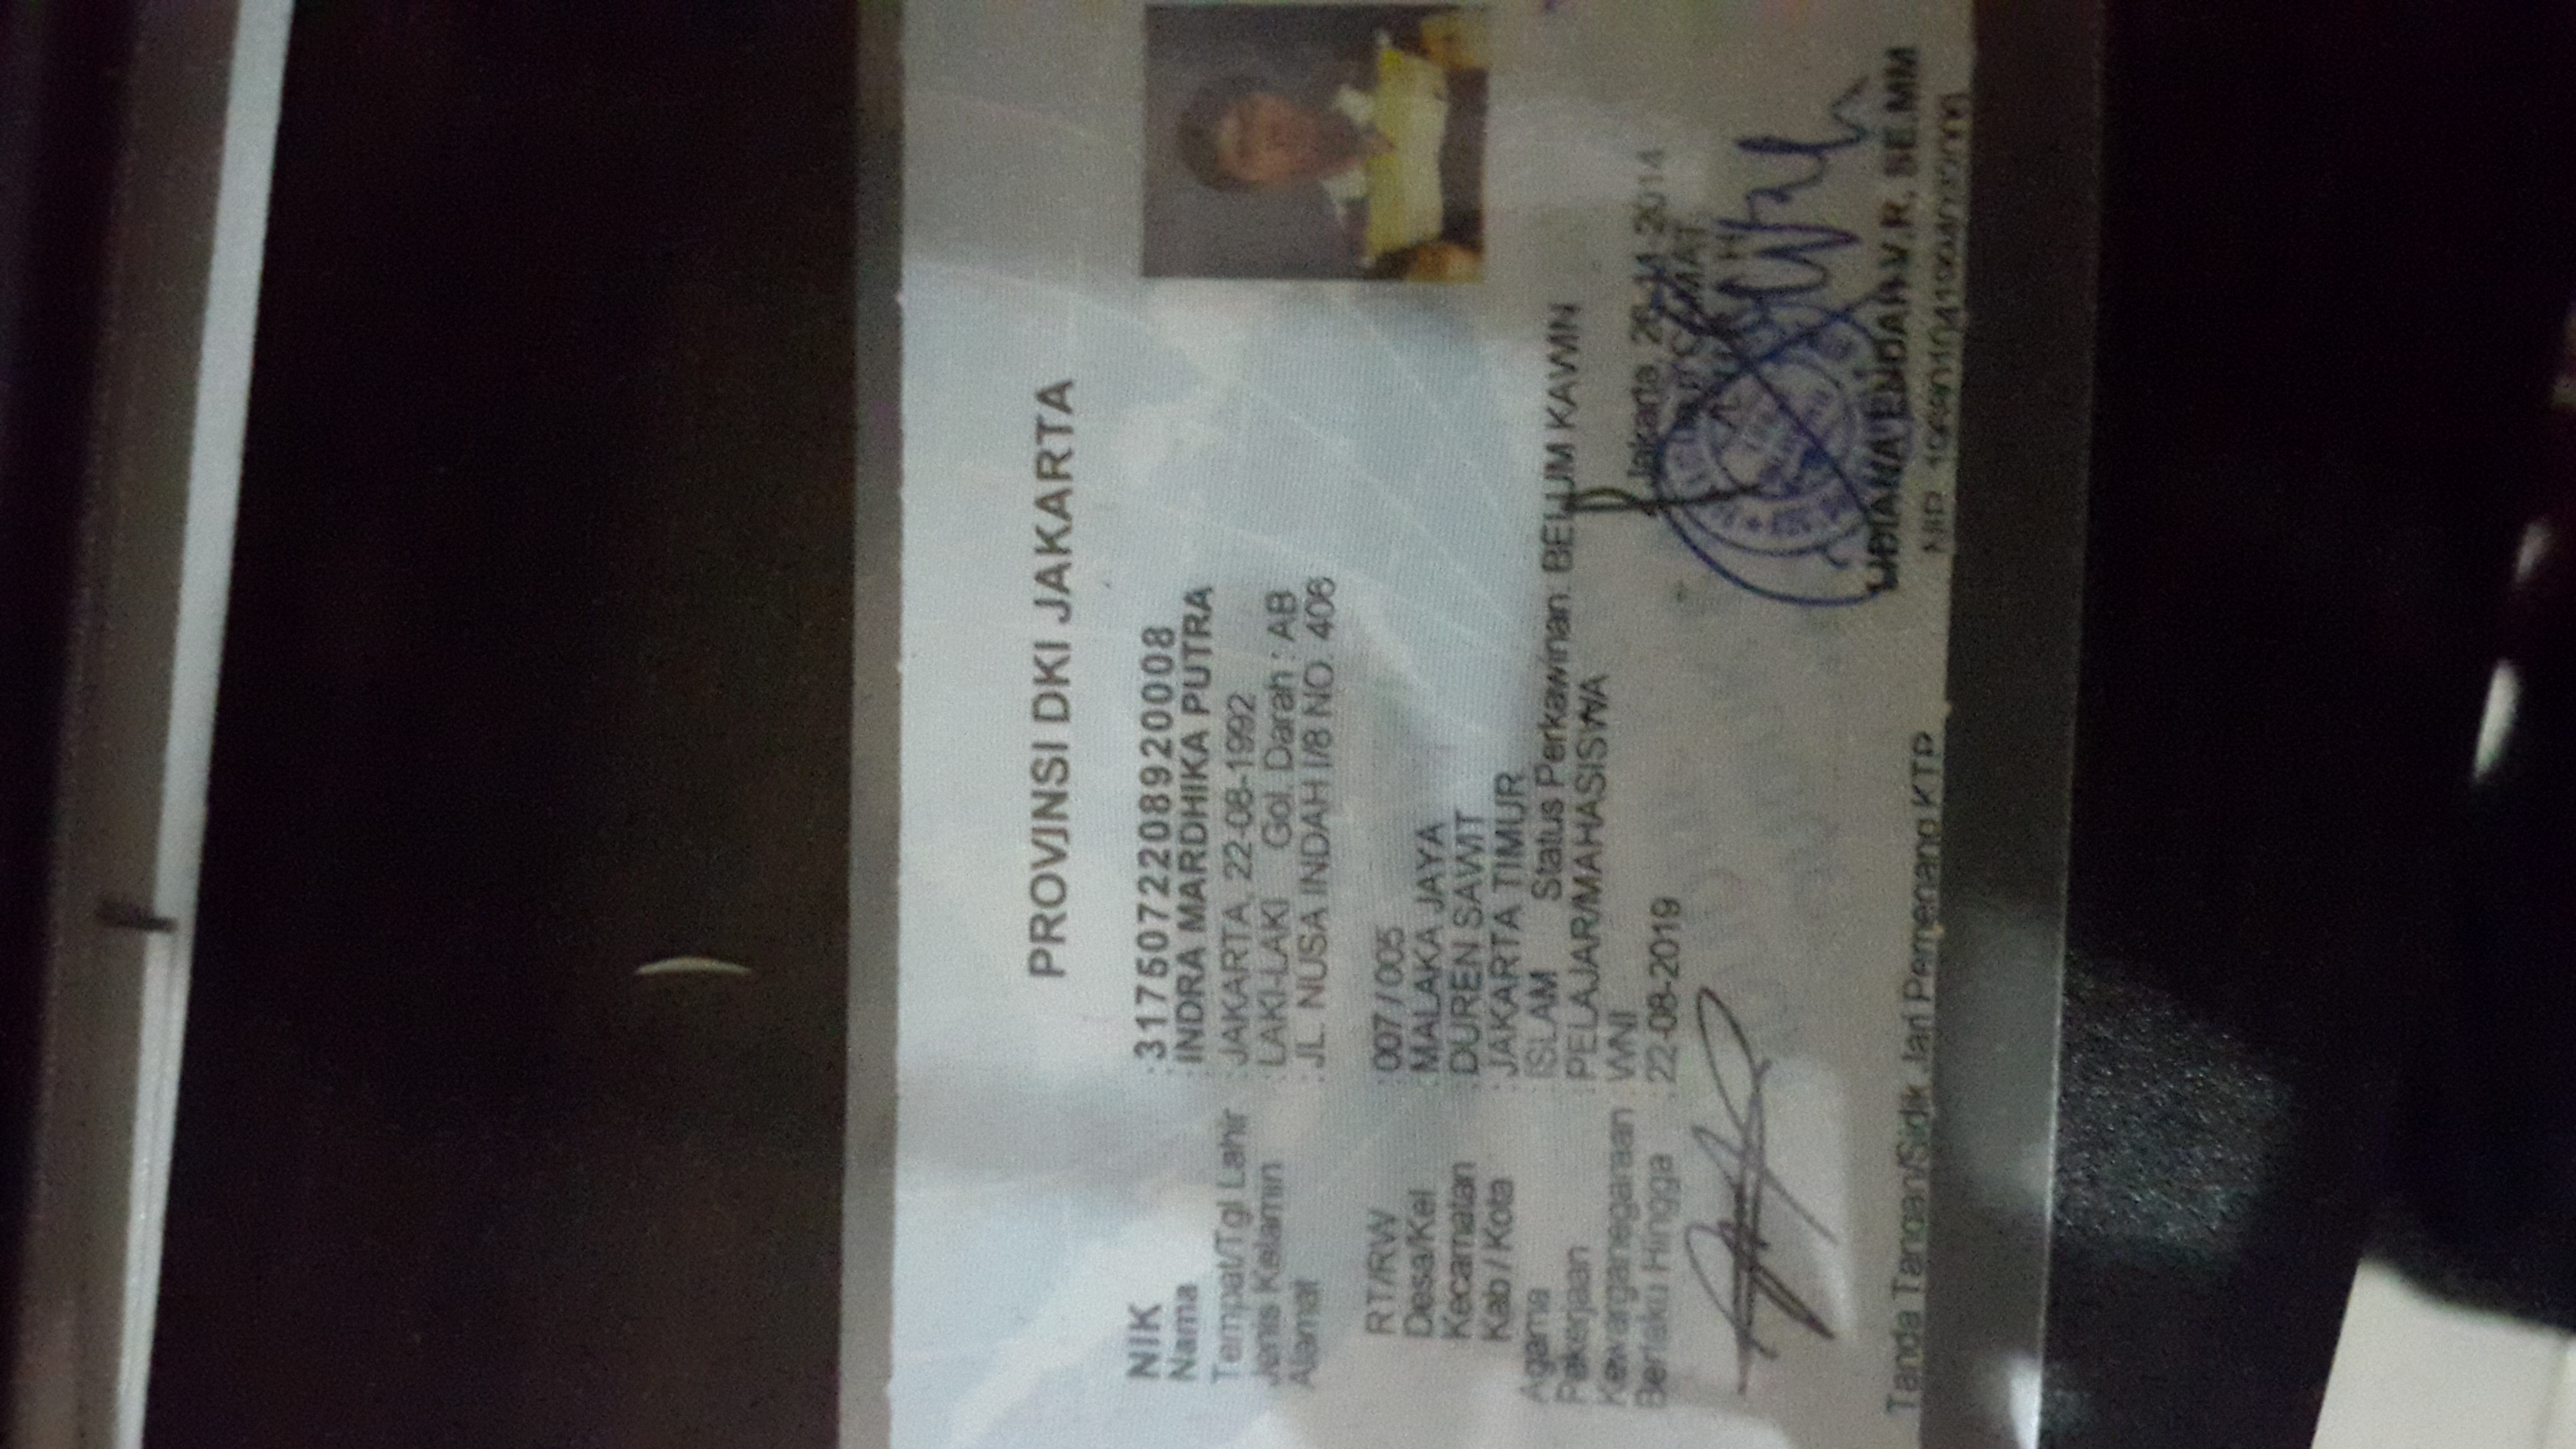 PROVINSI DKI JAKARTA
NIK : 3175072208920008
Nama : INDRA MARDHIKA PUTRA
Tempat/Tgl Lahir : JAKARTA, 22-08-1992
Jenis Kelamin : LAKI-LAKI Gol. Darah : AB
Alamat : JL. NUSA INDAH I/8 NO. 406
RT/RW : 007 / 005
Desa/Kel : MALAKA JAYA
Kecamatan : DUREN SAWIT
Kab / Kota : JAKARTA TIMUR
Agama : ISLAM Status Perkawinan: BELUM KAWIN
Pekerjaan : PELAJAR/MAHASISWA
Kewarganegaraan : WNI
Berlaku Hingga : 22-08-2019
Jakarta, 26-11-2014
CAMAT
LIDIANA ENDAH V.R, SE.MM
Tanda Tangan/Sidik Jari Pemegang KTP
NIP.